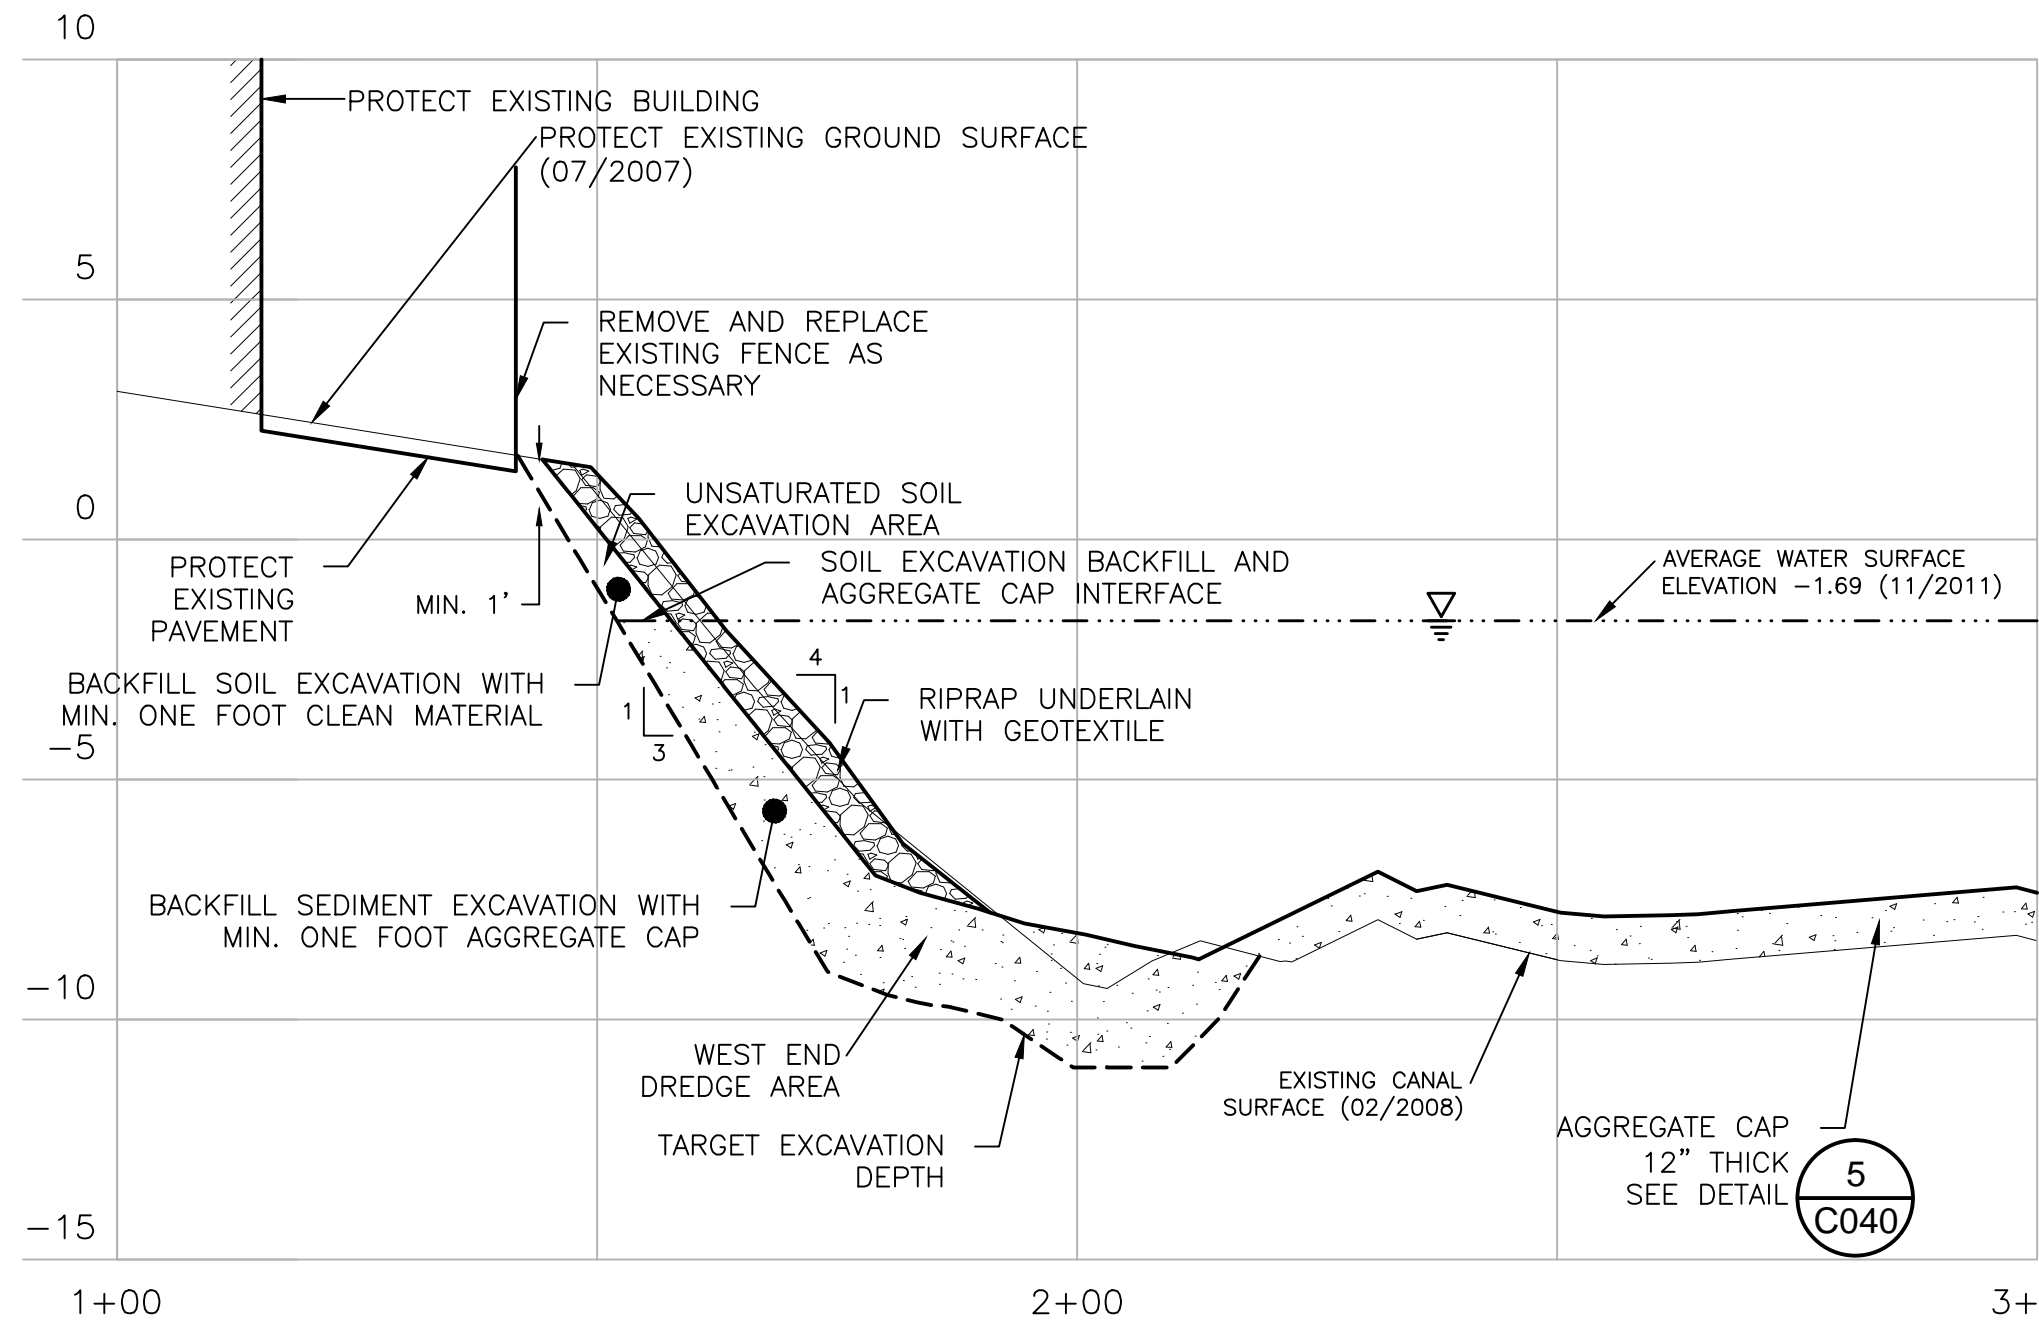 10
PROTECT EXISTING BUILDING
PROTECT EXISTING GROUND SURFACE
(07/2007)
5
REMOVE AND REPLACE
EXISTING FENCE AS
NECESSARY
UNSATURATED SOIL
EXCAVATION AREA
0
SOIL EXCAVATION BACKFILL AND
AGGREGATE CAP INTERFACE
AVERAGE WATER SURFACE
ELEVATION -1.69 (11/2011)
PROTECT
EXISTING
PAVEMENT
MIN. 1'
BACKFILL SOIL EXCAVATION WITH
MIN. ONE FOOT CLEAN MATERIAL
4
1
1
3
RIPRAP UNDERLAIN
WITH GEOTEXTILE
-5
BACKFILL SEDIMENT EXCAVATION WITH
MIN. ONE FOOT AGGREGATE CAP
-10
WEST END
DREDGE AREA
EXISTING CANAL
SURFACE (02/2008)
TARGET EXCAVATION
DEPTH
AGGREGATE CAP
12" THICK
SEE DETAIL
5
C040
-15
1+00
2+00
3+